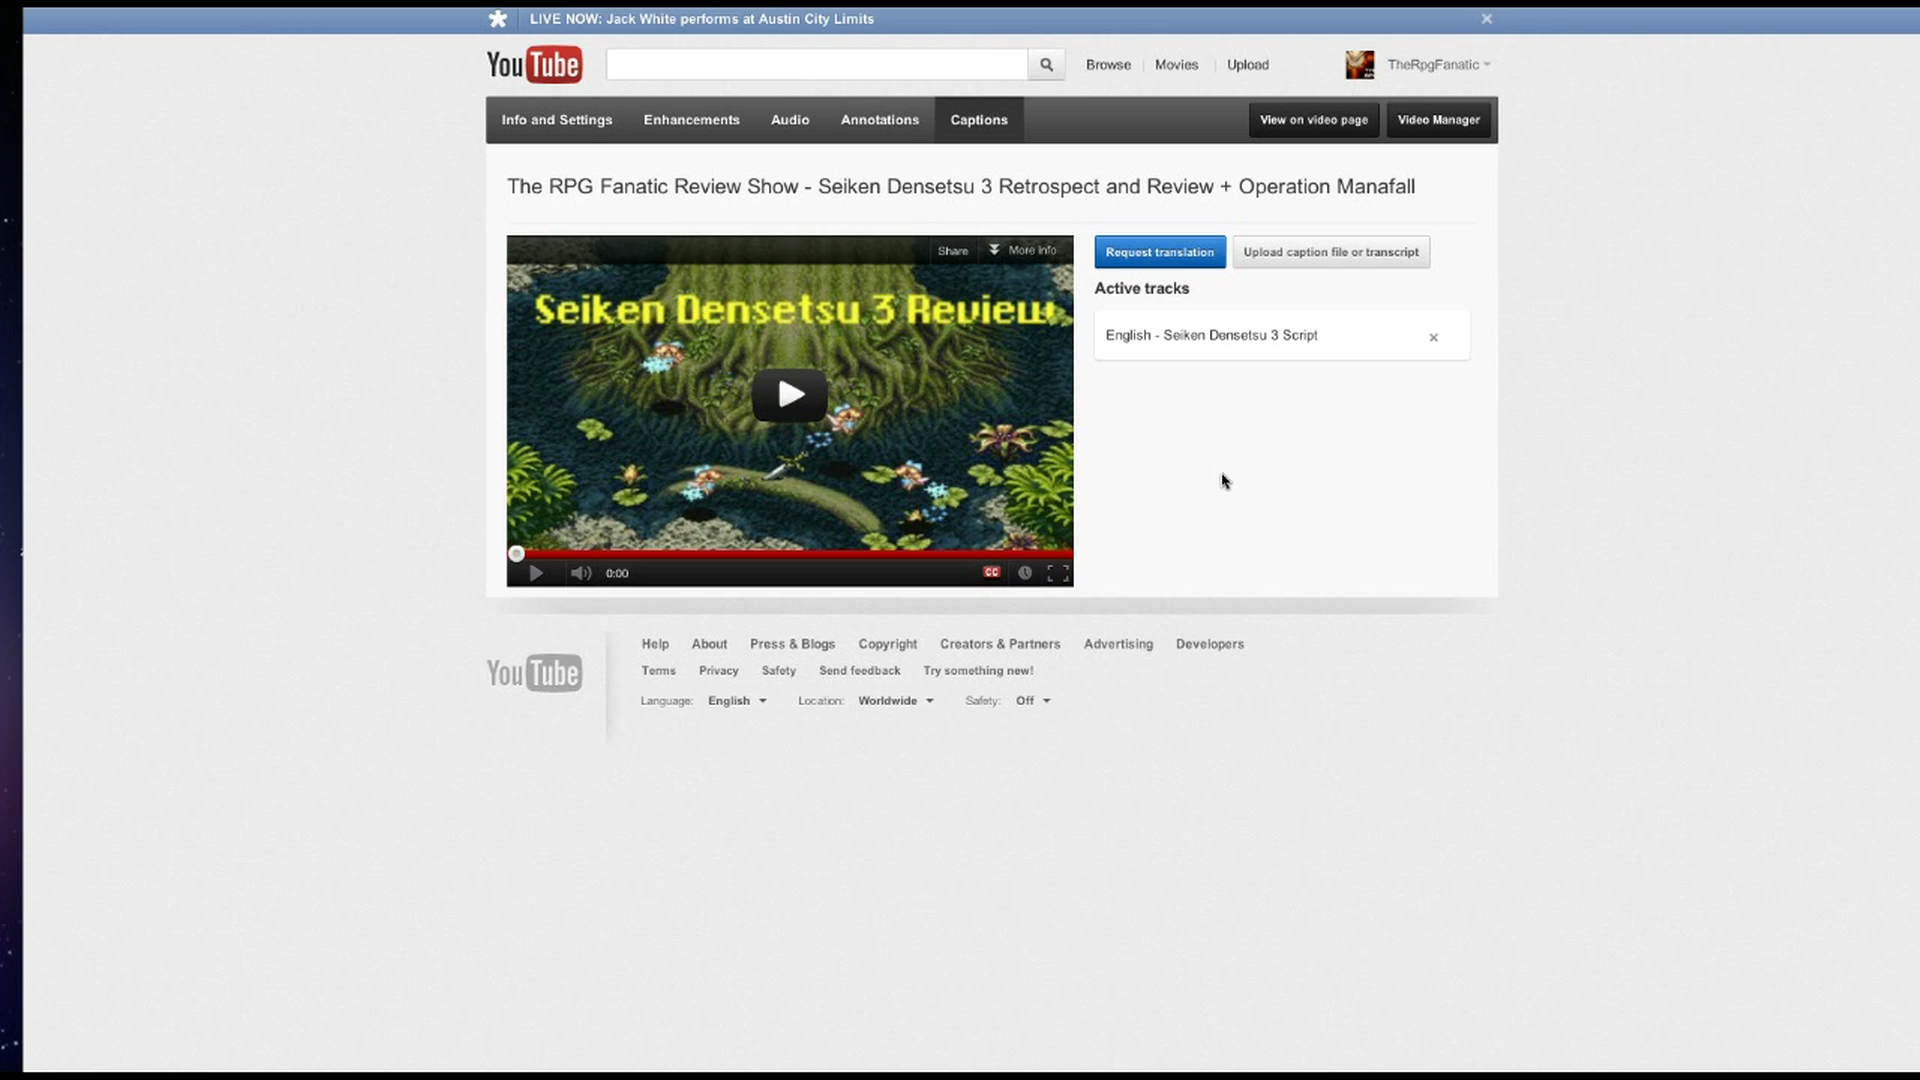 LIVE NOW: Jack White performs at Austin City Limits
YouTube
Browse Movies Upload
TheRpgFanatic
Info and Settings Enhancements Audio Annotations Captions
View on video page Video Manager
The RPG Fanatic Review Show - Seiken Densetsu 3 Retrospect and Review + Operation Manafall
Share More info
Seiken Densetsu 3 Review
0:00
CC
Request translation Upload caption file or transcript
Active tracks
English - Seiken Densetsu 3 Script
YouTube
Help About Press & Blogs Copyright Creators & Partners Advertising Developers
Terms Privacy Safety Send feedback Try something new!
Language: English Location: Worldwide Safety: Off